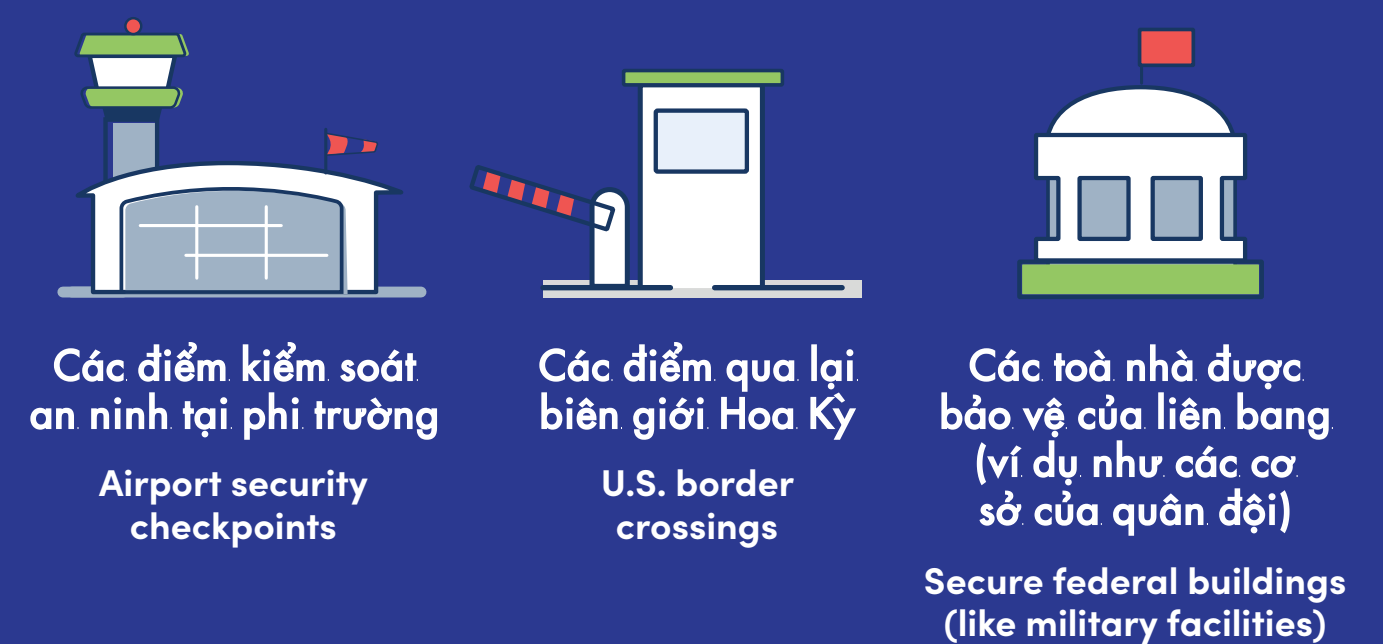 Các điểm kiểm soát
an ninh tại phi trường
Airport security
checkpoints
Các điểm qua lại
biên giới Hoa Kỳ
U.S. border
crossings
Các toà nhà được
bảo vệ của liên bang
(ví dụ như các cơ
sở của quân đội)
Secure federal buildings
(like military facilities)